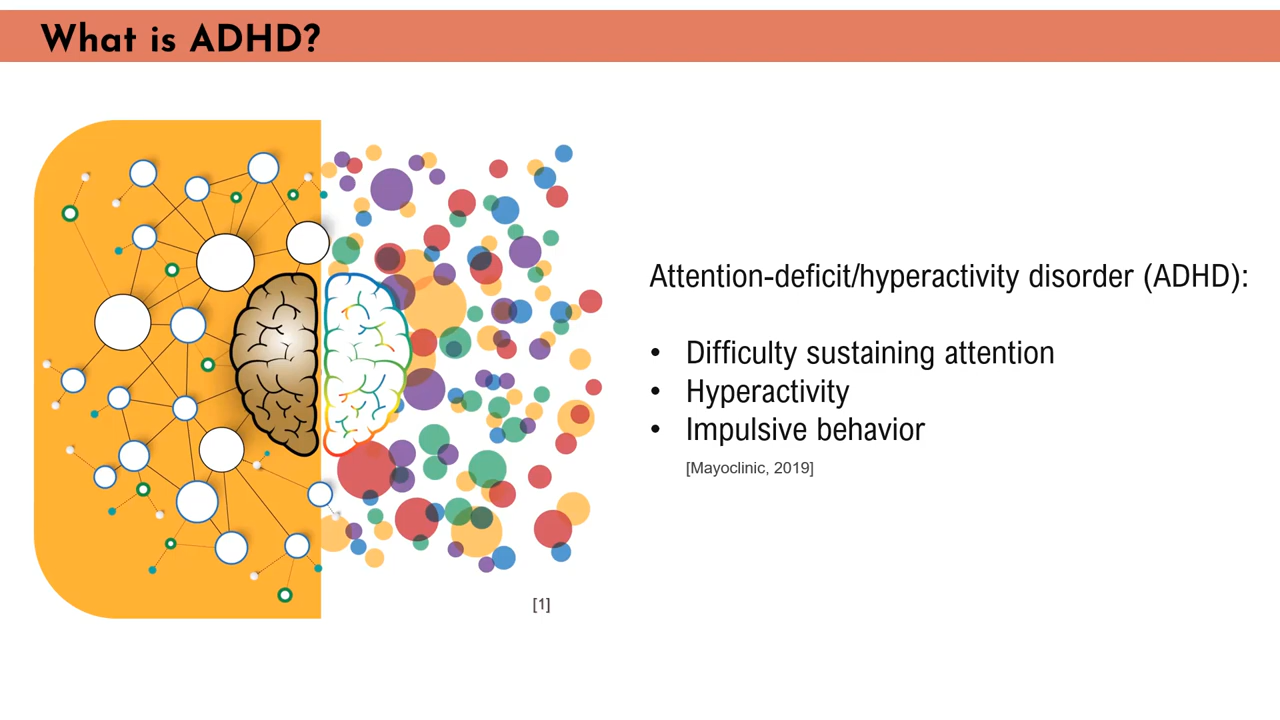 What is ADHD?
Attention-deficit/hyperactivity disorder (ADHD):
• Difficulty sustaining attention
• Hyperactivity
• Impulsive behavior
[Mayoclinic, 2019]
[1]